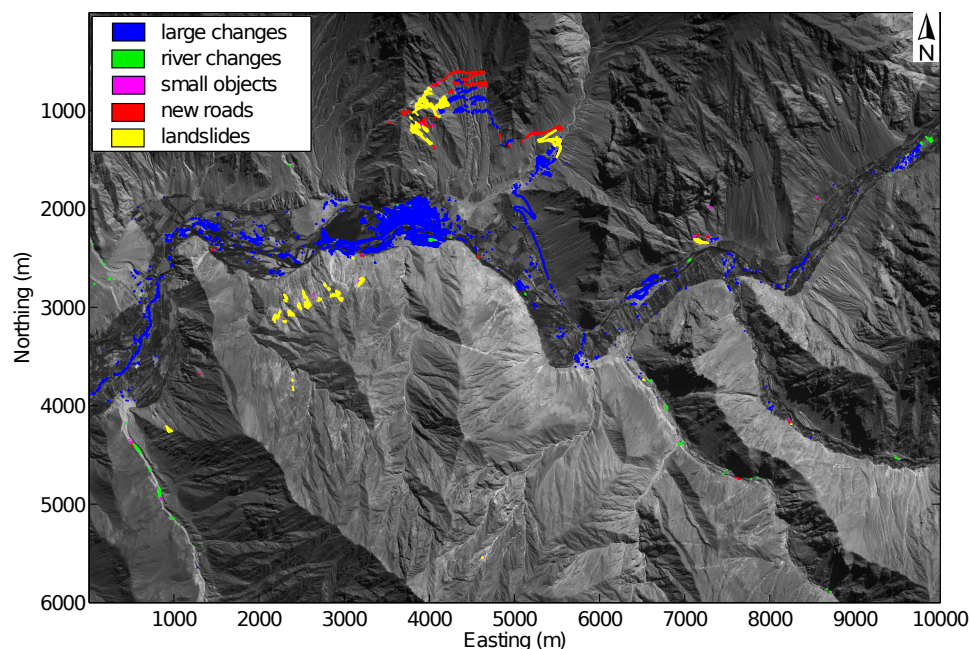 large changes
river changes
small objects
new roads
landslides
N
1000
2000
3000
4000
5000
6000
Northing (m)
1000 2000 3000 4000 5000 6000 7000 8000 9000 10000
Easting (m)